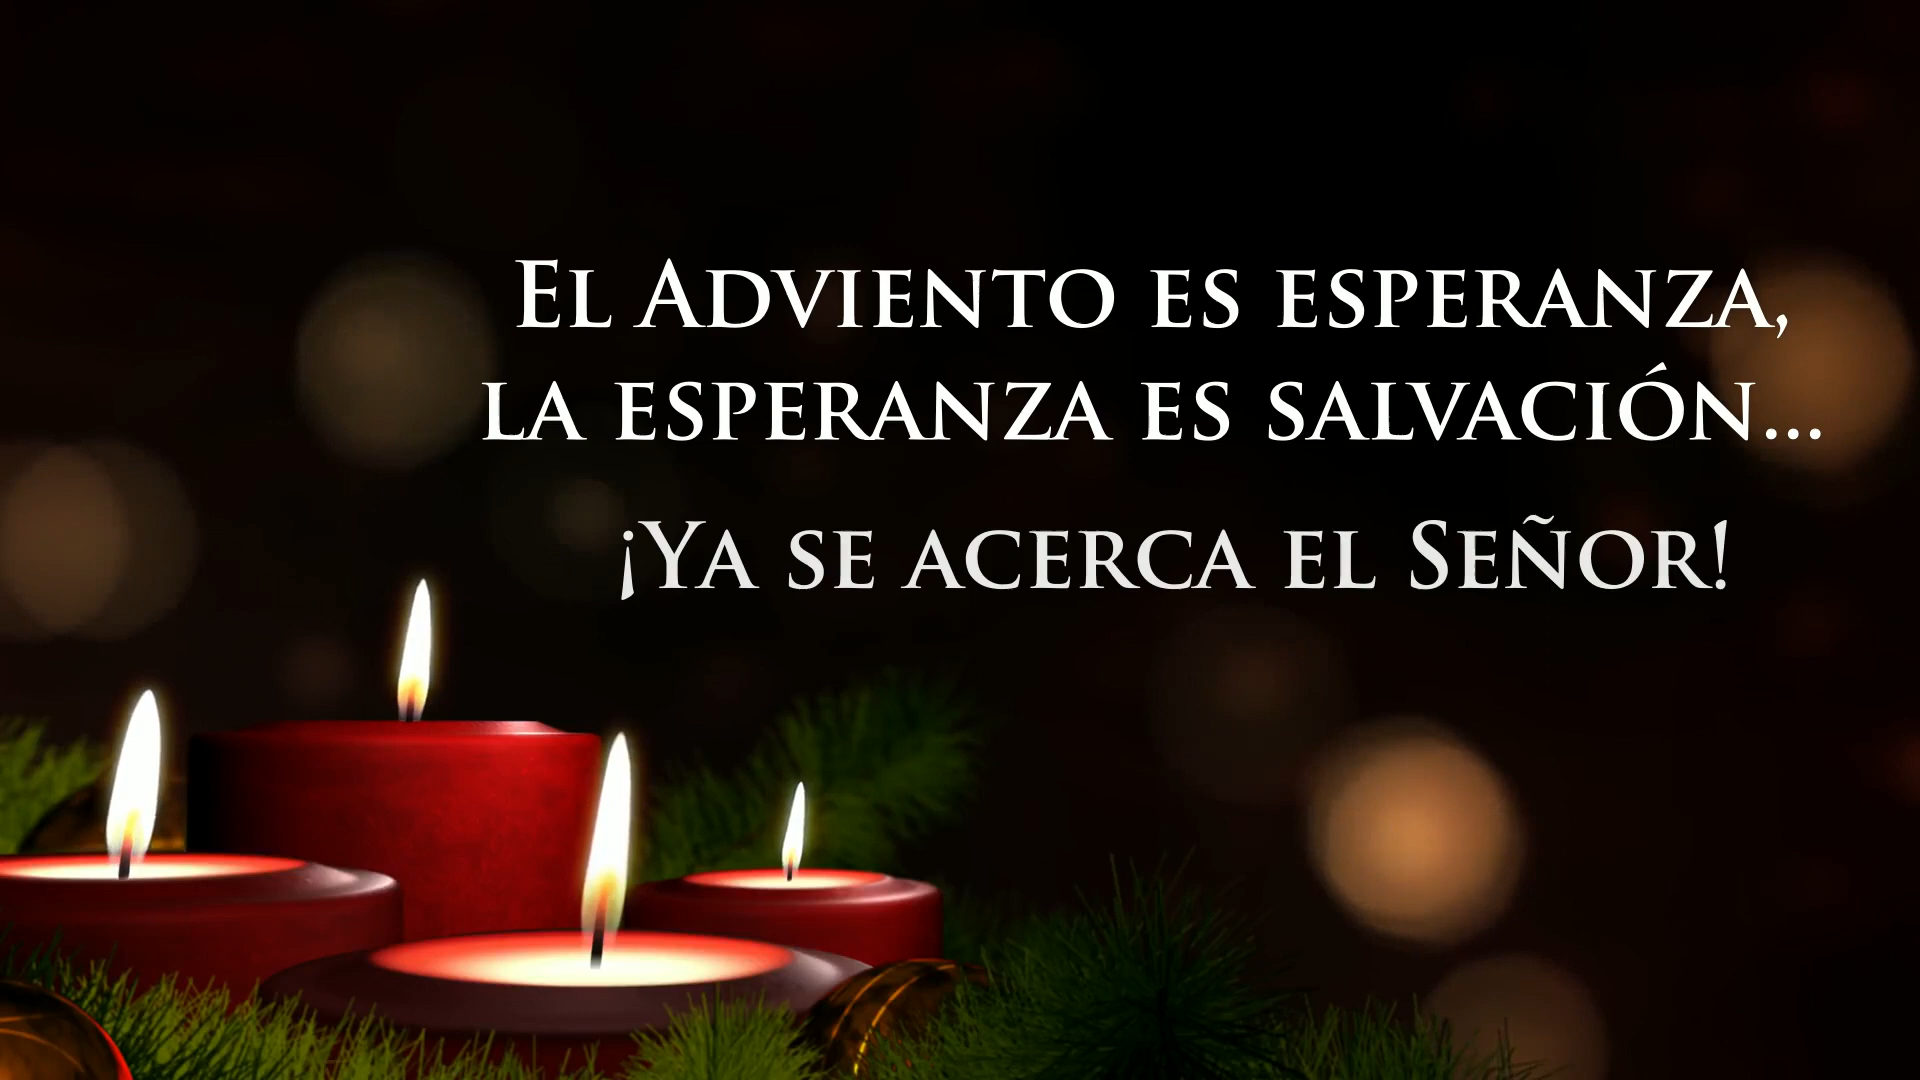 El Adviento es esperanza,
la esperanza es salvación...
¡Ya se acerca el Señor!